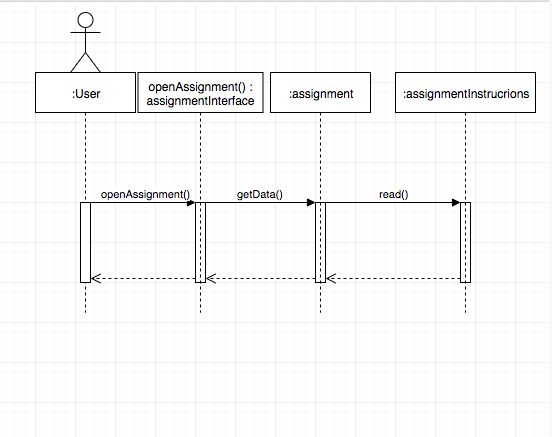 :User
openAssignment() :
assignmentInterface
:assignment
:assignmentInstrucrions
openAssignment()
getData()
read()